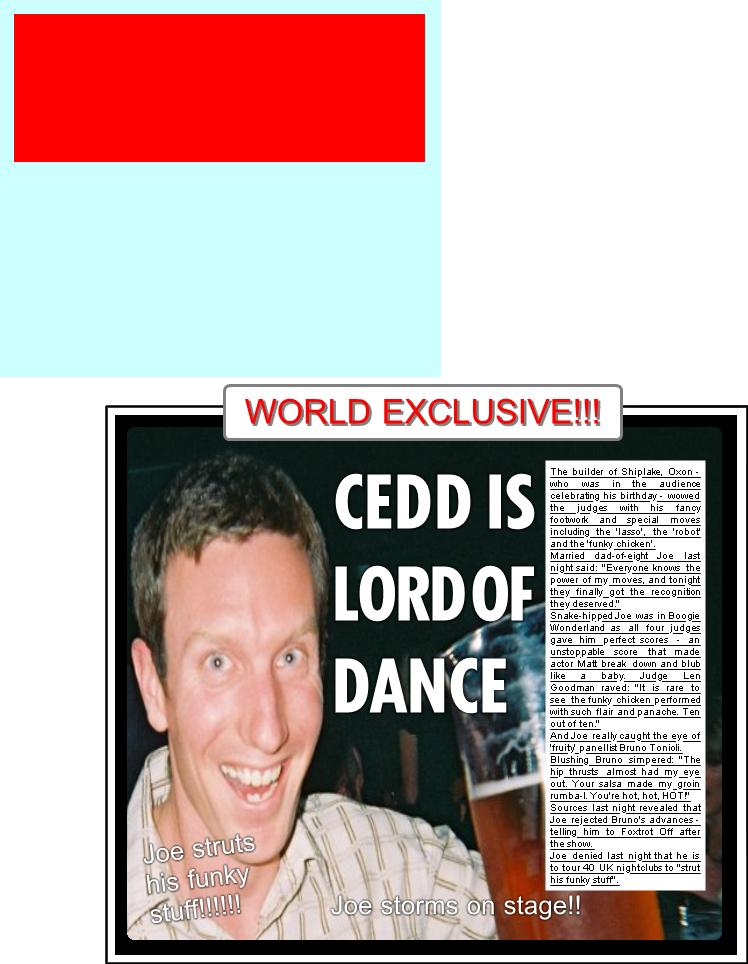 WORLD EXCLUSIVE!!!
CEDD IS
LORD OF
DANCE
The builder of Shiplake, Oxon -
who was in the audience
celebrating his birthday - wowed
the judges with his fancy
footwork and special moves
including the 'lasso', the 'robot'
and the 'funky chicken'.
Married dad-of-eight Joe last
night said: "Everyone knows the
power of my moves, and tonight
they finally got the recognition
they deserved."
Snake-hipped Joe was in Boogie
Wonderland as all four judges
gave him perfect scores - an
unstoppable score that made
actor Matt break down and blub
like a baby. Judge Len
Goodman raved: "It is rare to
see the funky chicken performed
with such flair and panache. Ten
out of ten."
And Joe really caught the eye of
'fruity' panellist Bruno Tonioli.
Blushing Bruno simpered: "The
hip thrusts almost had my eye
out. Your salsa made my groin
rumba-l. You're hot, hot, HOT!"
Sources last night revealed that
Joe rejected Bruno's advances -
telling him to Foxtrot Off after
the show.
Joe denied last night that he is
to tour 40 UK nightclubs to "strut
his funky stuff".
Joe struts
his funky
stuff!!!!!!
Joe storms on stage!!